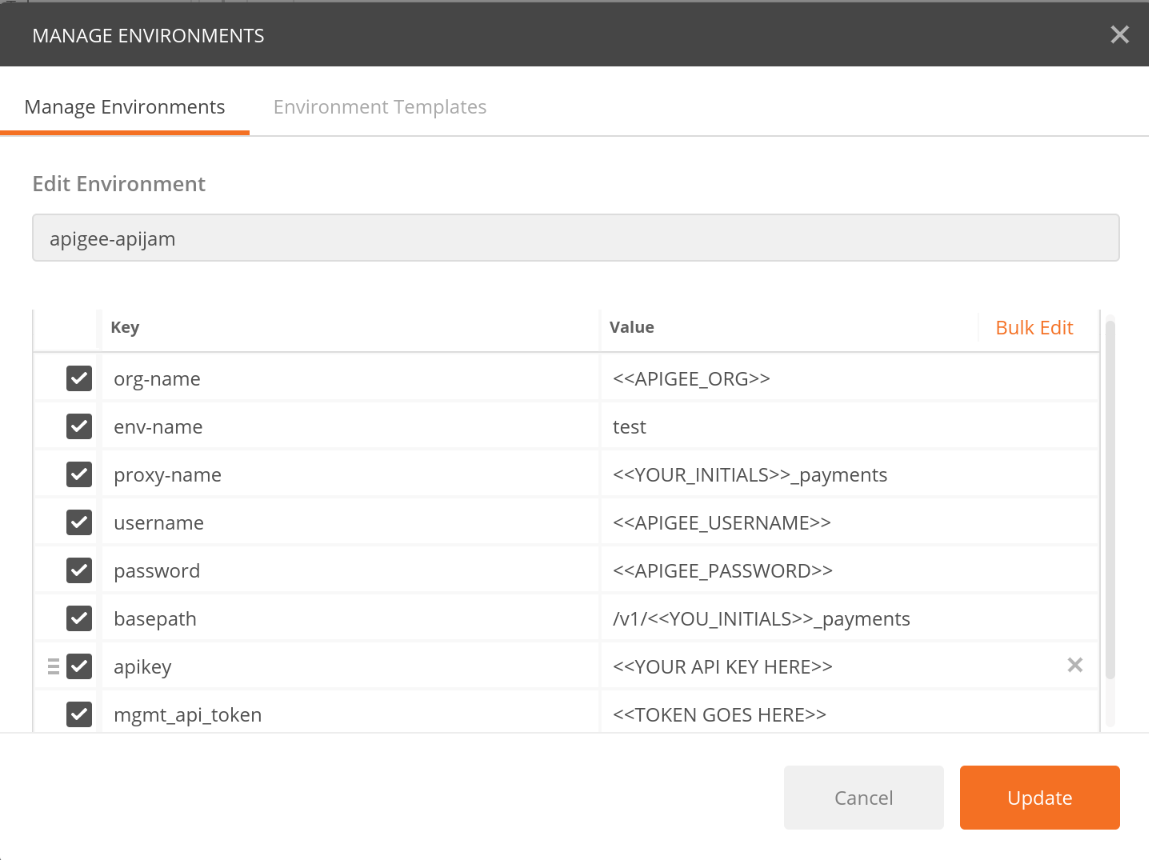 MANAGE ENVIRONMENTS
Manage Environments Environment Templates
Edit Environment
apigee-apijam
Key Value Bulk Edit
org-name <<APIGEE_ORG>>
env-name test
proxy-name <<YOUR_INITIALS>>_payments
username <<APIGEE_USERNAME>>
password <<APIGEE_PASSWORD>>
basepath /v1/<<YOU_INITIALS>>_payments
apikey <<YOUR API KEY HERE>>
mgmt_api_token <<TOKEN GOES HERE>>
Cancel Update